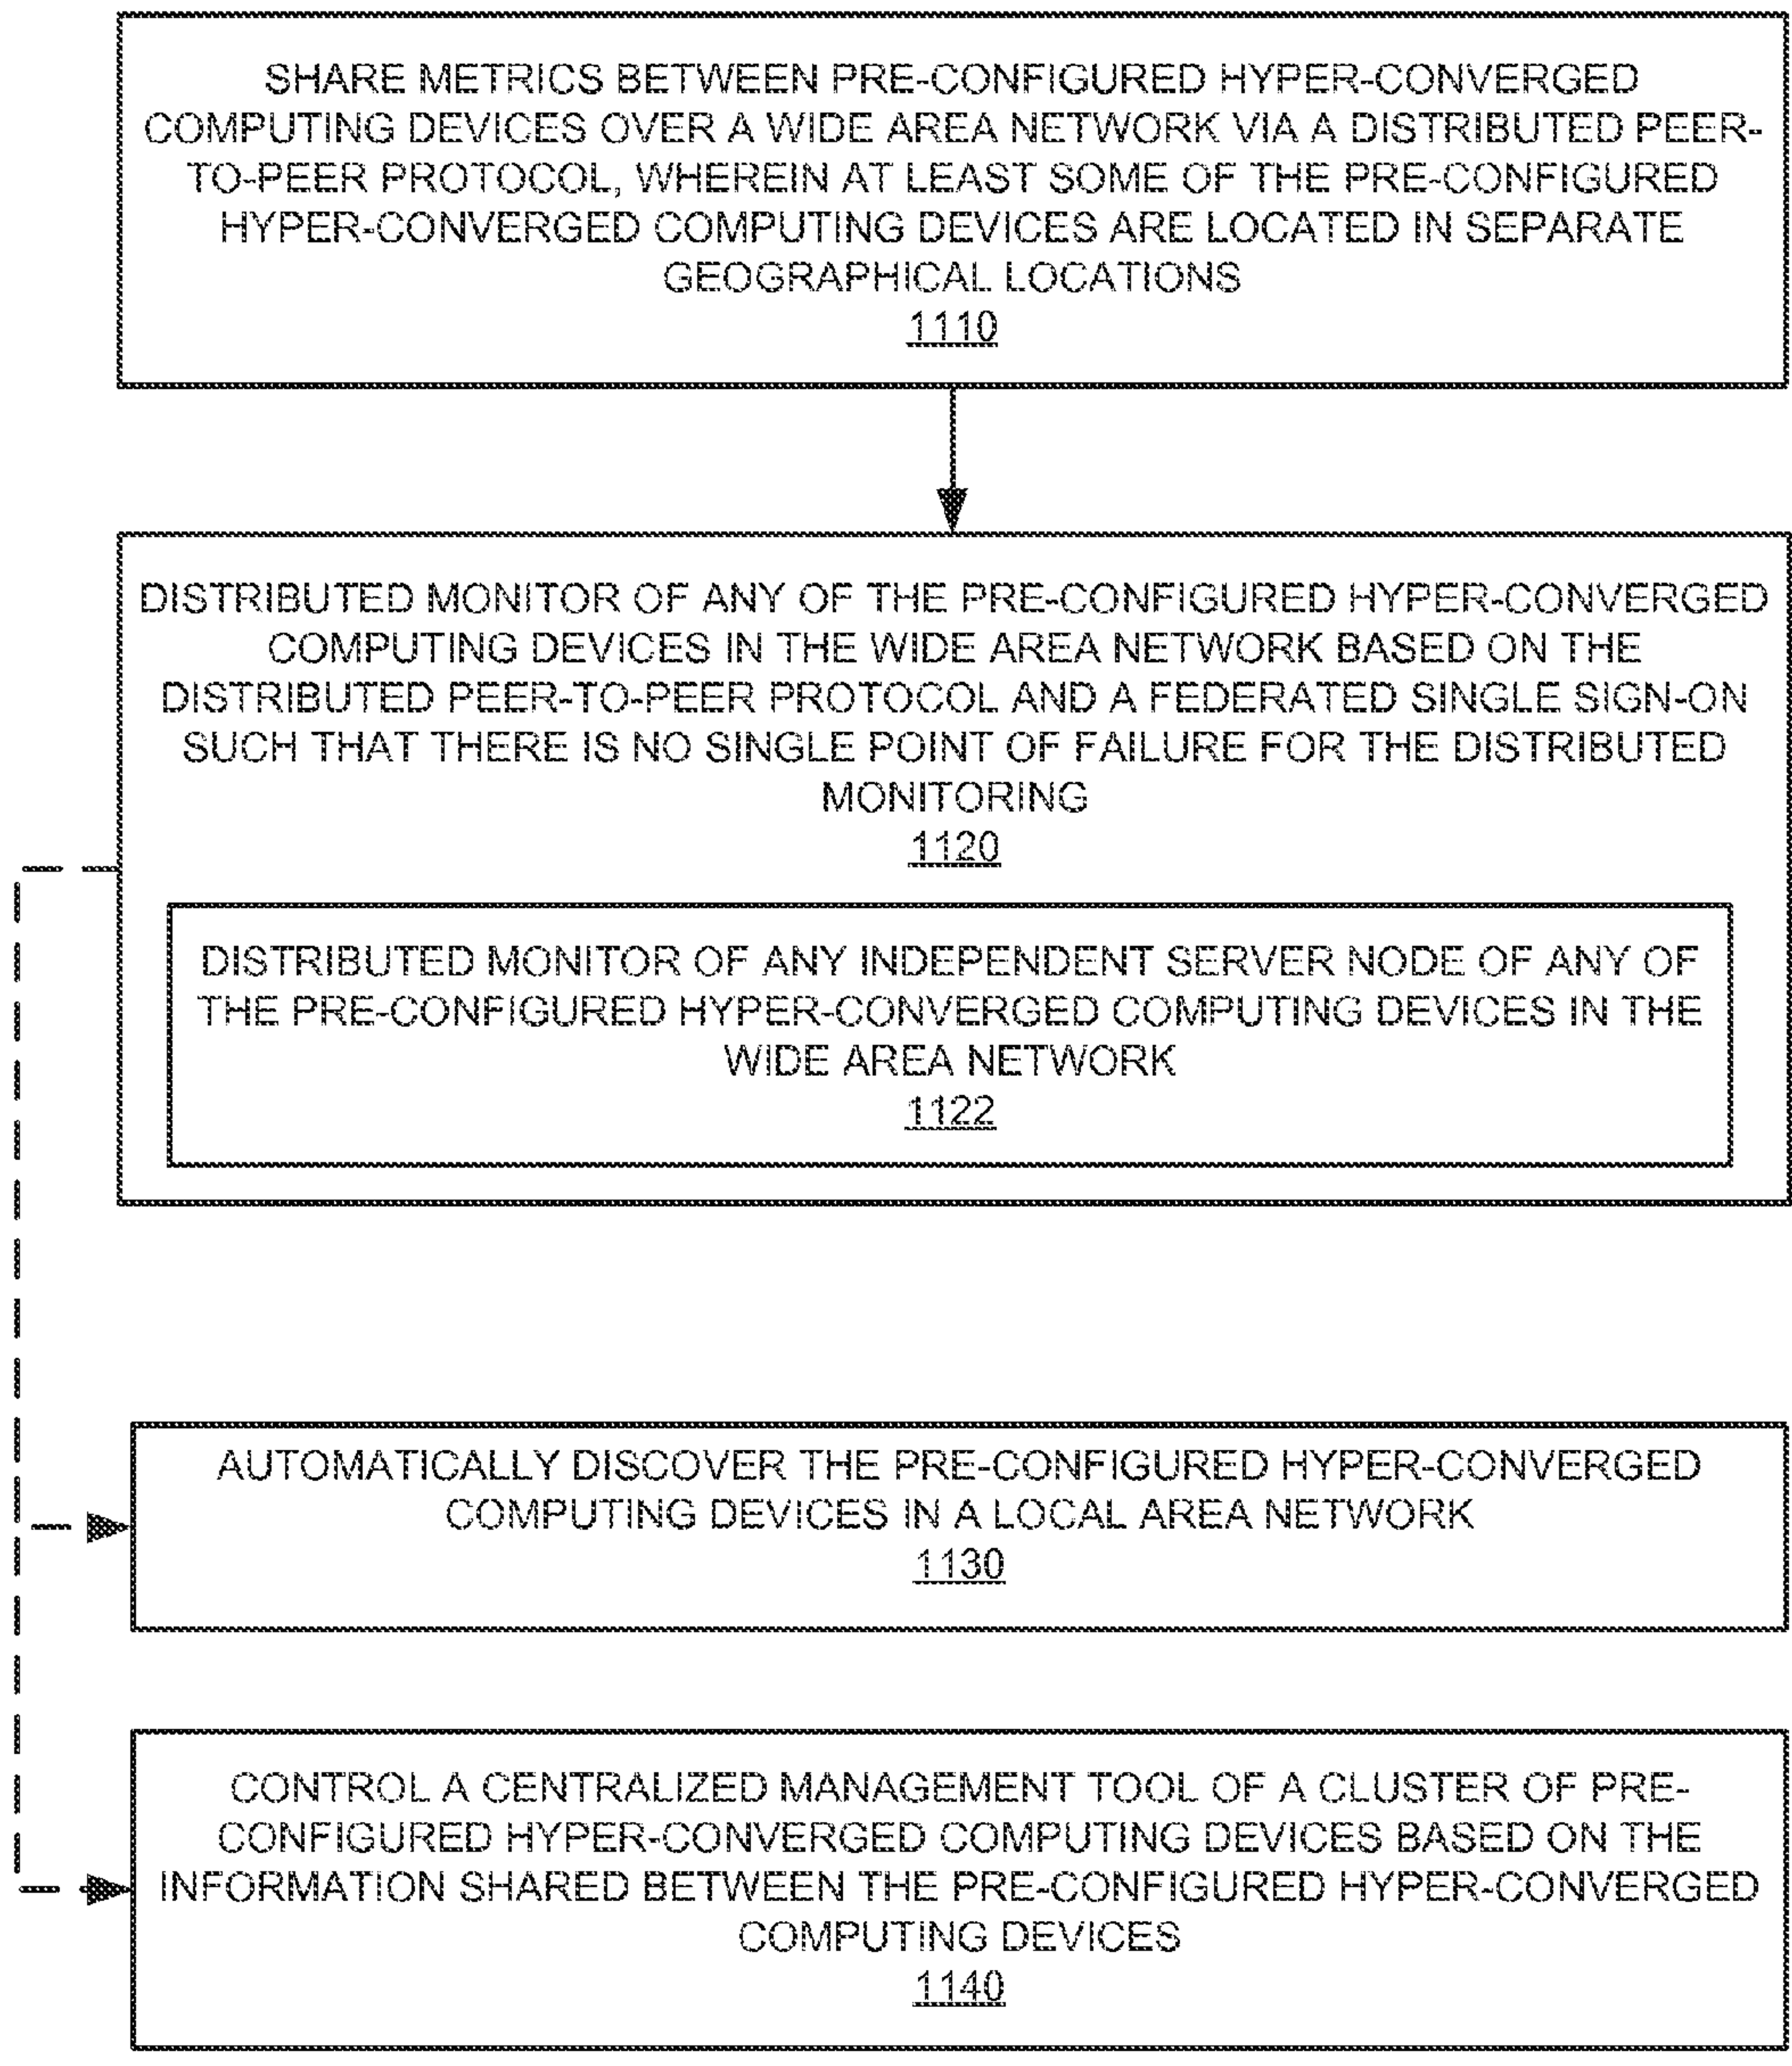 SHARE METRICS BETWEEN PRE-CONFIGURED HYPER-CONVERGED
COMPUTING DEVICES OVER A WIDE AREA NETWORK VIA A DISTRIBUTED PEER-
TO-PEER PROTOCOL, WHEREIN AT LEAST SOME OF THE PRE-CONFIGURED
HYPER-CONVERGED COMPUTING DEVICES ARE LOCATED IN SEPARATE
GEOGRAPHICAL LOCATIONS
1110
DISTRIBUTED MONITOR OF ANY OF THE PRE-CONFIGURED HYPER-CONVERGED
COMPUTING DEVICES IN THE WIDE AREA NETWORK BASED ON THE
DISTRIBUTED PEER-TO-PEER PROTOCOL AND A FEDERATED SINGLE SIGN-ON
SUCH THAT THERE IS NO SINGLE POINT OF FAILURE FOR THE DISTRIBUTED
MONITORING
1120
DISTRIBUTED MONITOR OF ANY INDEPENDENT SERVER NODE OF ANY OF
THE PRE-CONFIGURED HYPER-CONVERGED COMPUTING DEVICES IN THE
WIDE AREA NETWORK
1122
AUTOMATICALLY DISCOVER THE PRE-CONFIGURED HYPER-CONVERGED
COMPUTING DEVICES IN A LOCAL AREA NETWORK
1130
CONTROL A CENTRALIZED MANAGEMENT TOOL OF A CLUSTER OF PRE-
CONFIGURED HYPER-CONVERGED COMPUTING DEVICES BASED ON THE
INFORMATION SHARED BETWEEN THE PRE-CONFIGURED HYPER-CONVERGED
COMPUTING DEVICES
1140